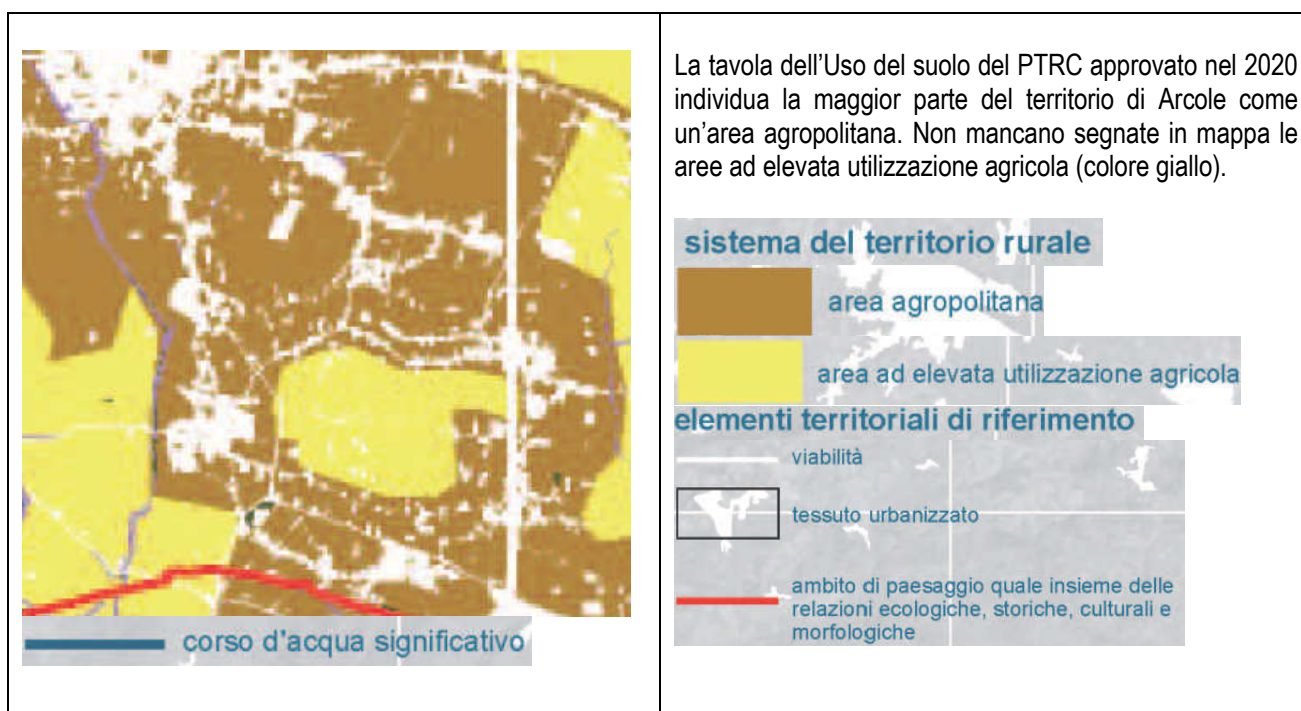 La tavola dell’Uso del suolo del PTRC approvato nel 2020
individua la maggior parte del territorio di Arcole come
un’area agropolitana. Non mancano segnate in mappa le
aree ad elevata utilizzazione agricola (colore giallo).
sistema del territorio rurale
area agropolitana
area ad elevata utilizzazione agricola
elementi territoriali di riferimento
viabilità
tessuto urbanizzato
ambito di paesaggio quale insieme delle
relazioni ecologiche, storiche, culturali e
morfologiche
corso d'acqua significativo